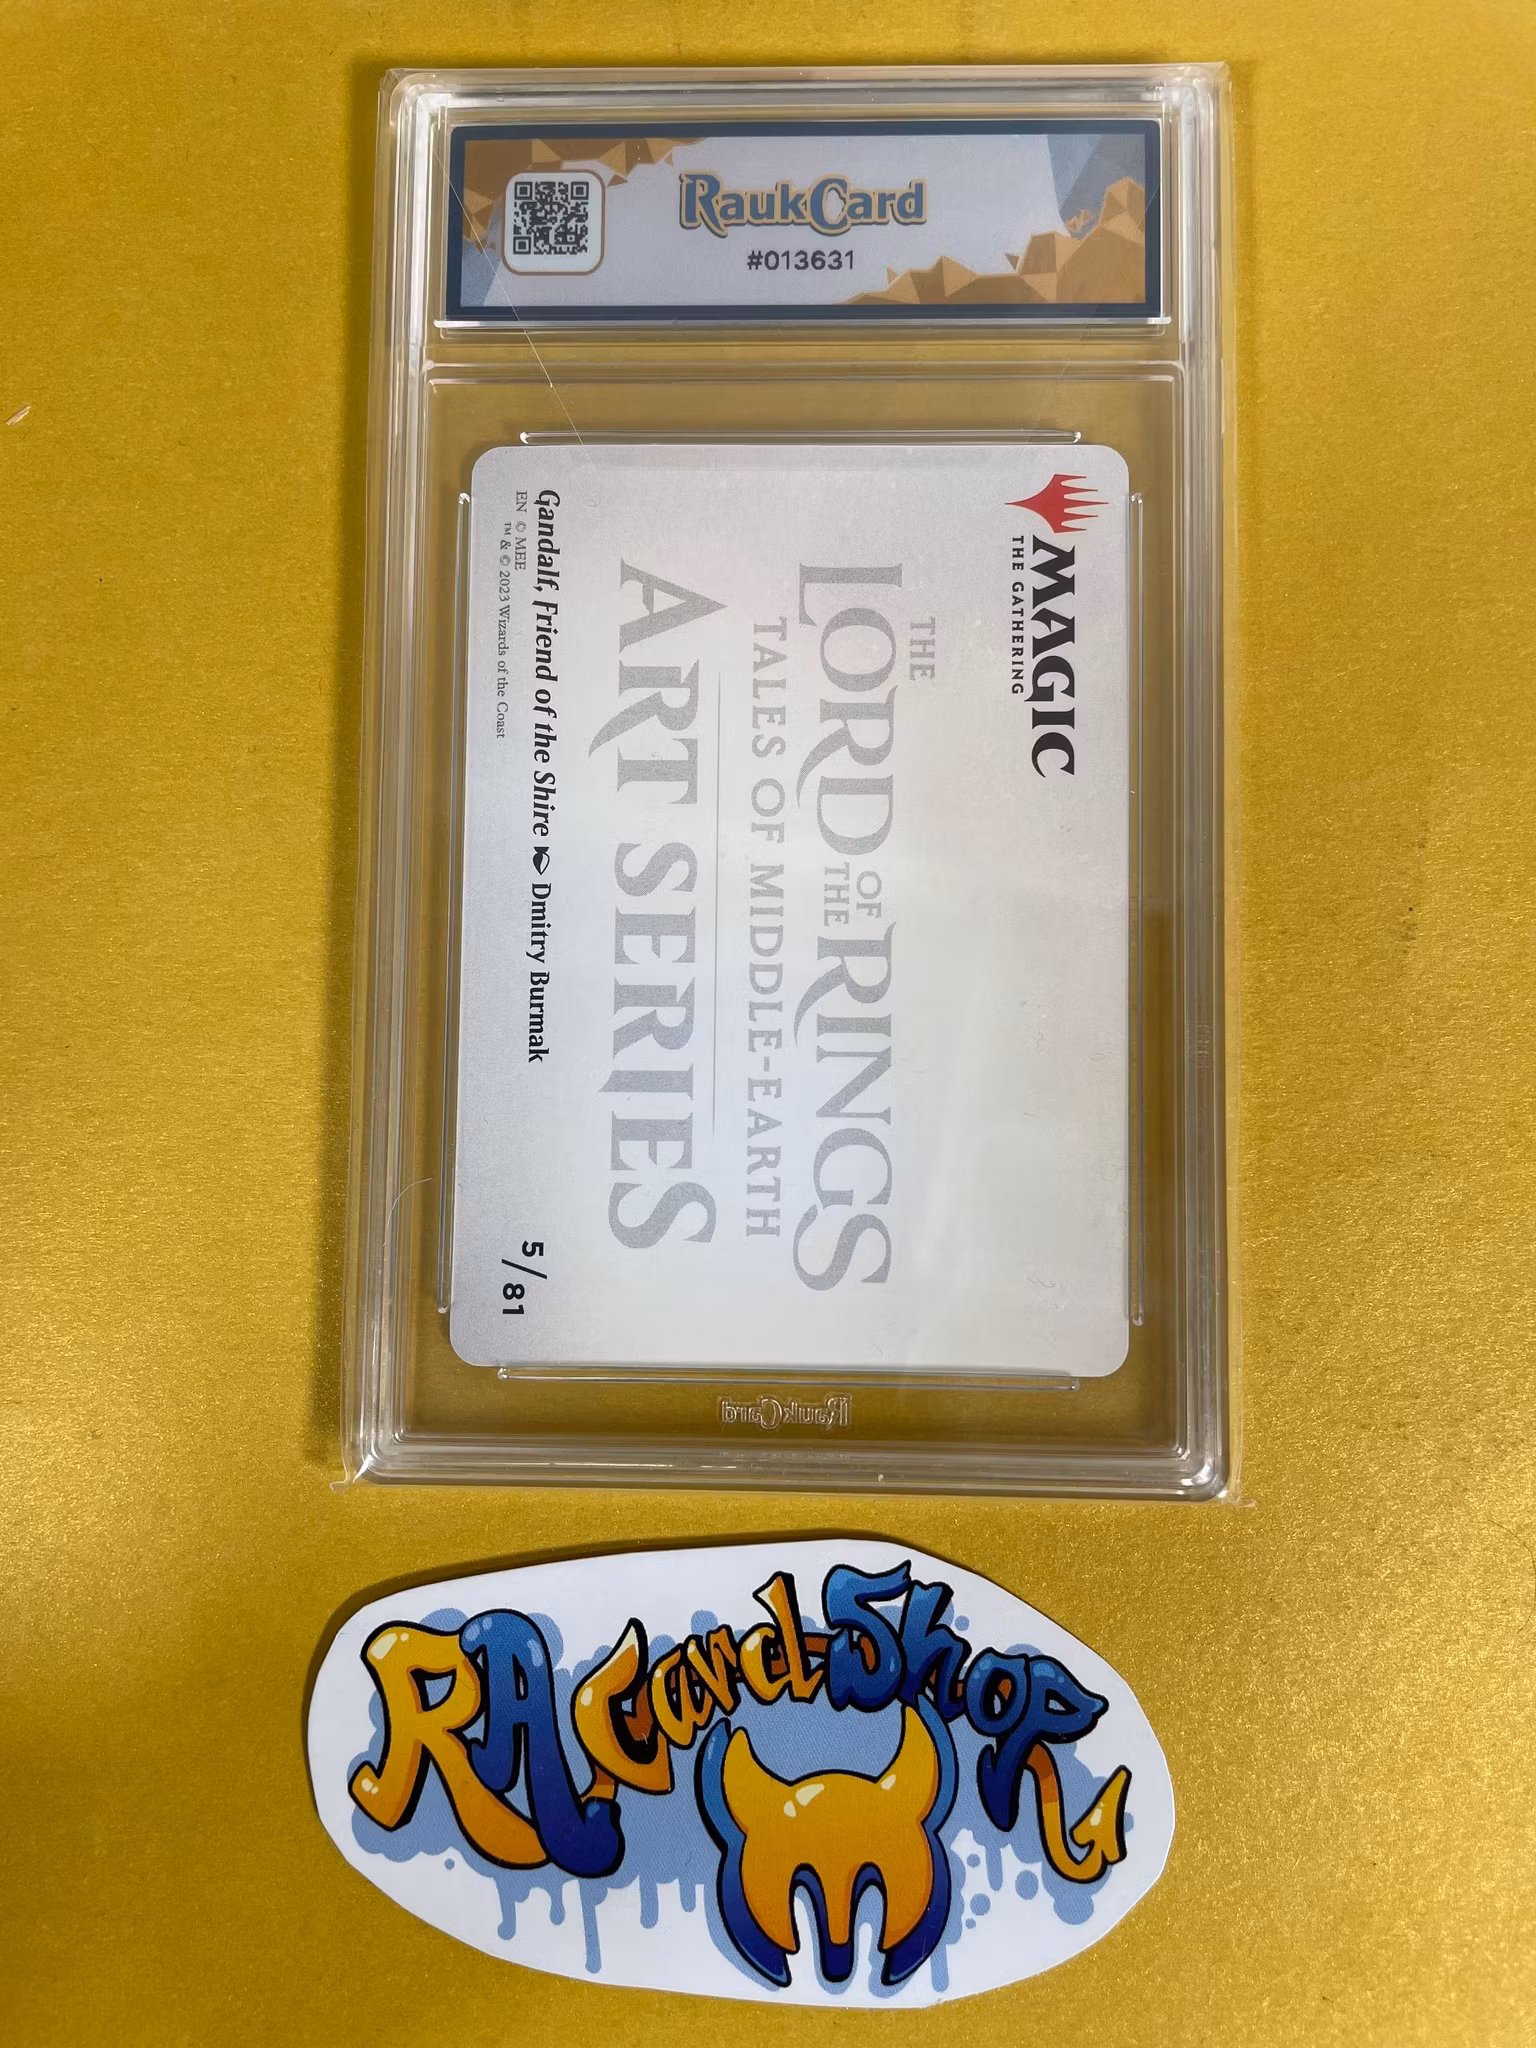 RaukCard
#013631
MAGIC
THE GATHERING
THE
LORD OF THE RINGS
TALES OF MIDDLE-EARTH
ART SERIES
Gandalf, Friend of the Shire Dmitry Burmak
EN © MEE
™ & © 2023 Wizards of the Coast
5/81
RaukCard
RA CardShop